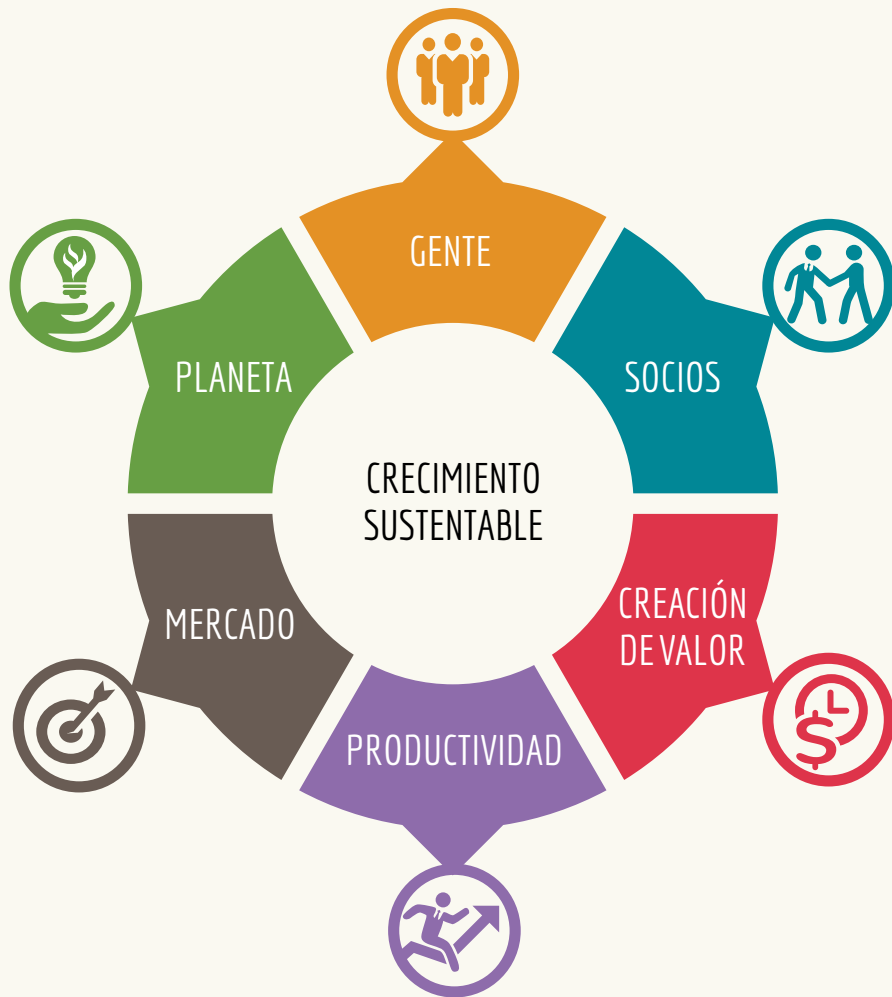 GENTE
SOCIOS
CREACIÓN
DE VALOR
PRODUCTIVIDAD
MERCADO
PLANETA
CRECIMIENTO
SUSTENTABLE